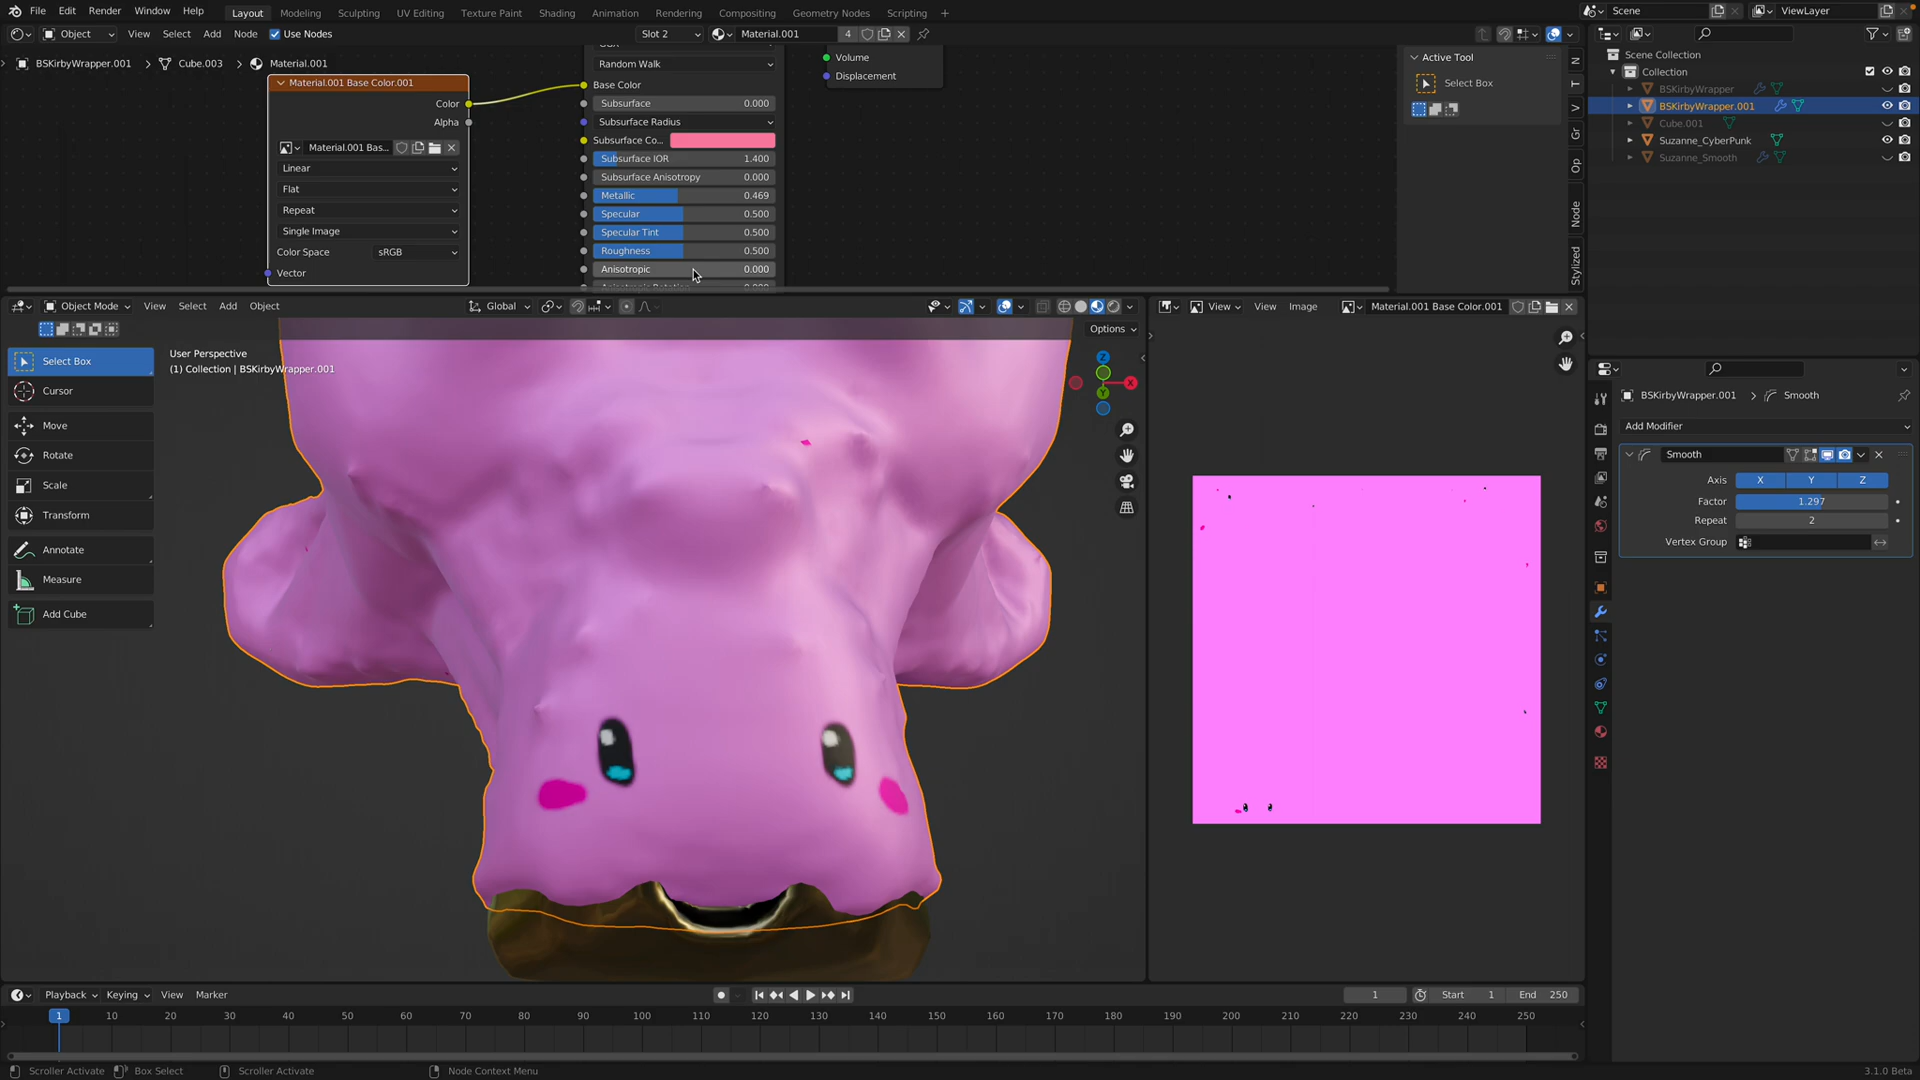 File Edit Render Window Help Layout Modeling Sculpting UV Editing Texture Paint Shading Animation Rendering Compositing Geometry Nodes Scripting Scene ViewLayer
Object View Select Add Node Use Nodes Slot 2 Material.001 4
BSKirbyWrapper.001 Cube.003 Material.001
Material.001 Base Color.001
Color
Alpha
Material.001 Bas...
Linear
Flat
Repeat
Single Image
Color Space sRGB
Vector
Random Walk
Base Color
Subsurface 0.000
Subsurface Radius
Subsurface Co...
Subsurface IOR 1.400
Subsurface Anisotropy 0.000
Metallic 0.469
Specular 0.500
Specular Tint 0.500
Roughness 0.500
Anisotropic 0.000
Volume
Displacement
Active Tool
Select Box
N
T
V
Gr
Op
Node
Stylized
Scene Collection
Collection
BSKirbyWrapper
BSKirbyWrapper.001
Cube.001
Suzanne_CyberPunk
Suzanne_Smooth
Object Mode View Select Add Object Global
Options
Select Box
Cursor
Move
Rotate
Scale
Transform
Annotate
Measure
Add Cube
User Perspective
(1) Collection | BSKirbyWrapper.001
Z
X
Y
View View Image Material.001 Base Color.001
BSKirbyWrapper.001 Smooth
Add Modifier
Smooth
Axis X Y Z
Factor 1.297
Repeat 2
Vertex Group
Playback Keying View Marker 1 Start 1 End 250
1 10 20 30 40 50 60 70 80 90 100 110 120 130 140 150 160 170 180 190 200 210 220 230 240 250
Scroller Activate Box Select Scroller Activate Node Context Menu 3.1.0 Beta